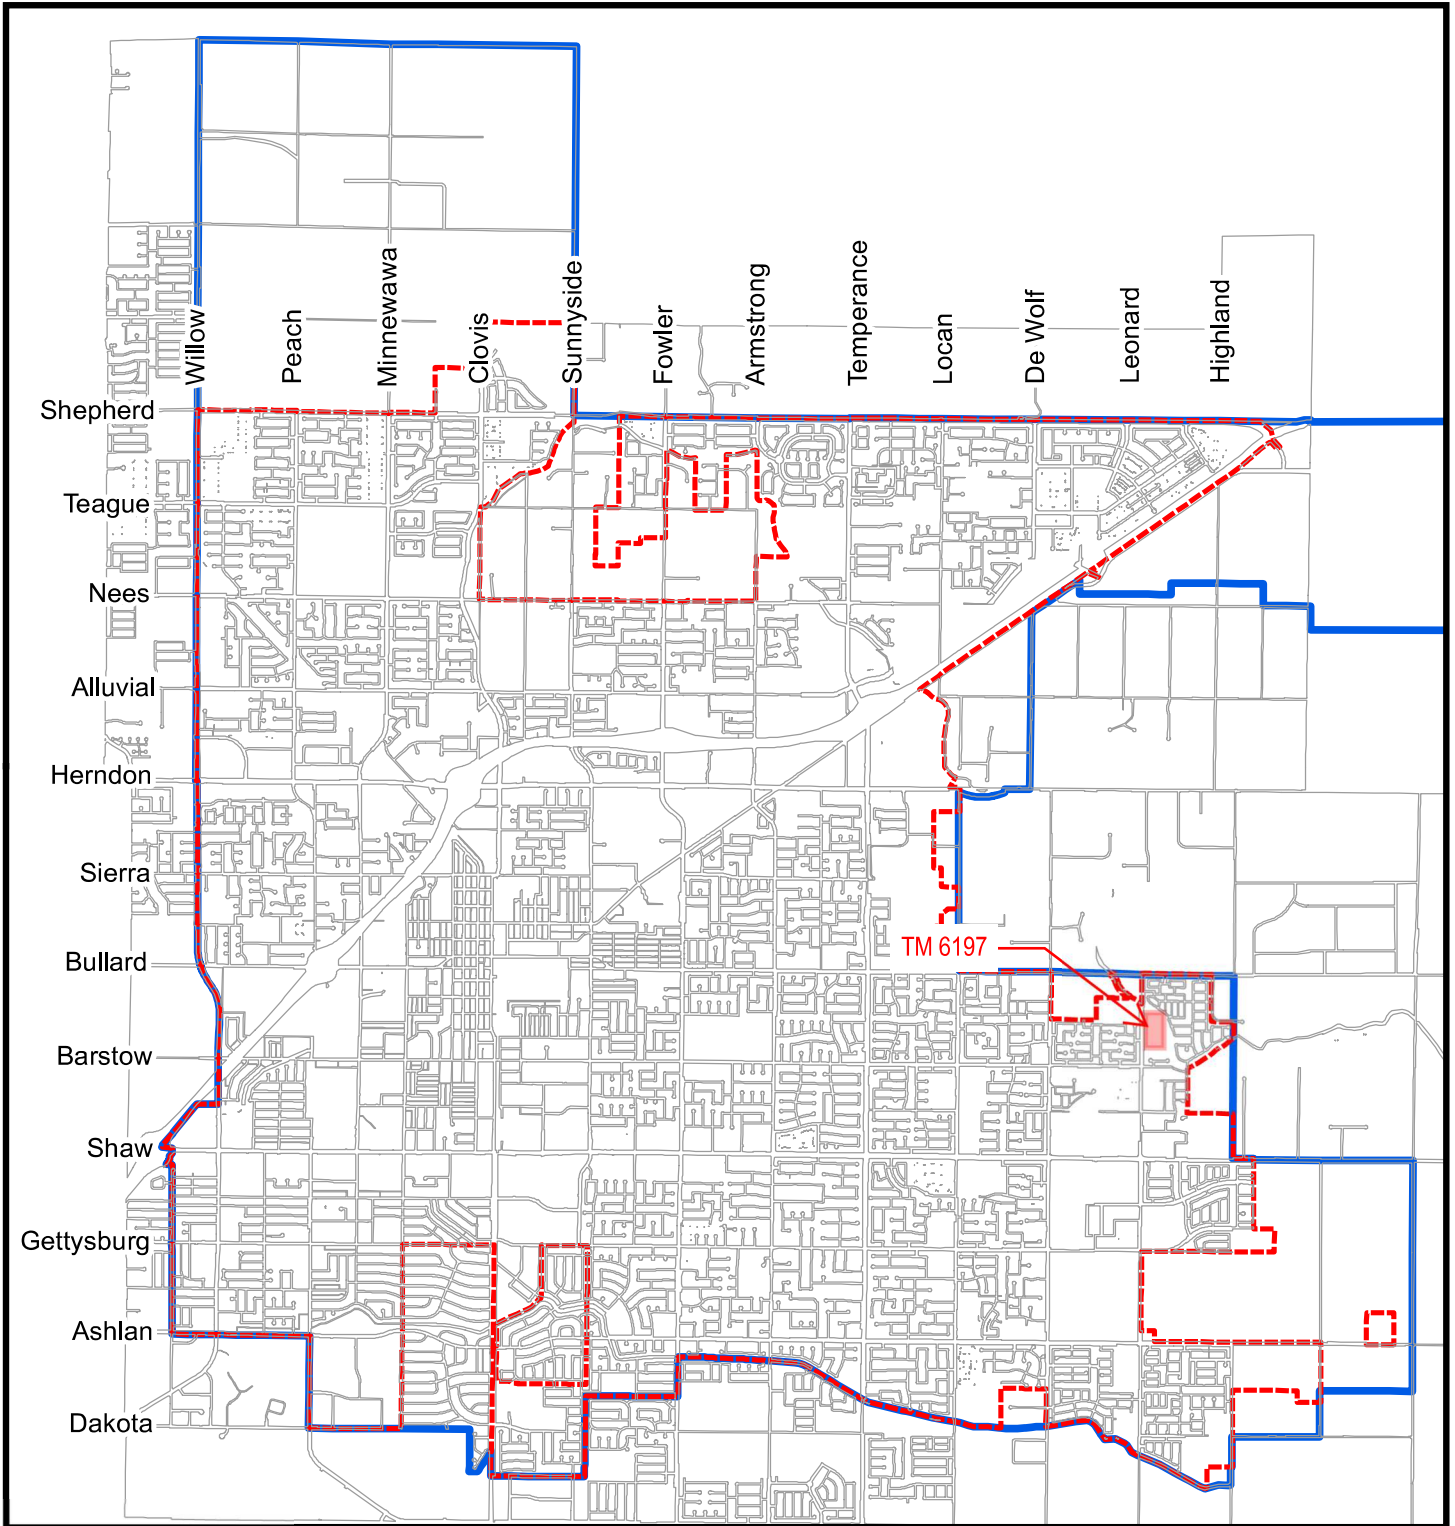 Willow
Peach
Minnewawa
Clovis
Sunnyside
Fowler
Armstrong
Temperance
Locan
De Wolf
Leonard
Highland
Shepherd
Teague
Nees
Alluvial
Herndon
Sierra
Bullard
TM 6197
Barstow
Shaw
Gettysburg
Ashlan
Dakota